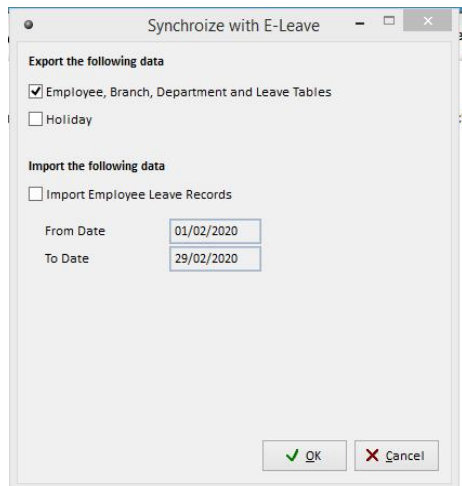 Synchroize with E-Leave
Export the following data
Employee, Branch, Department and Leave Tables
Holiday
Import the following data
Import Employee Leave Records
From Date 01/02/2020
To Date 29/02/2020
OK Cancel